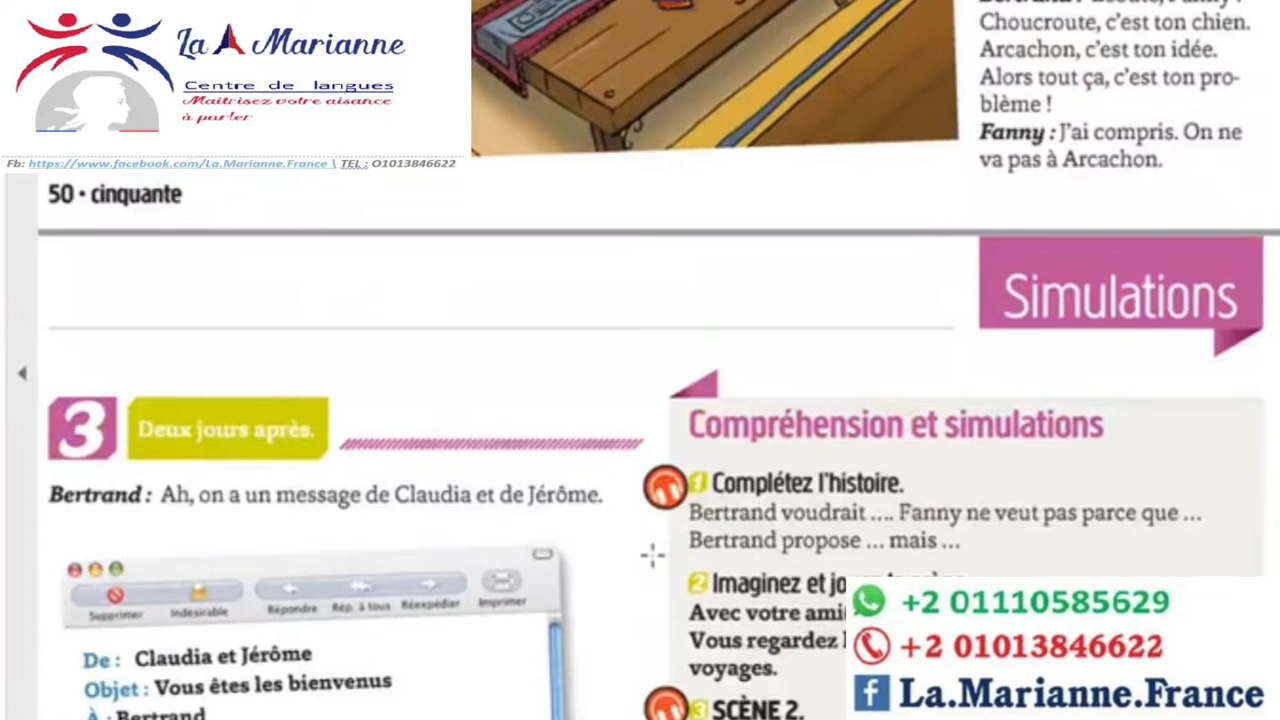 La Marianne
Centre de langues
Maîtrisez votre aisance
à parler
Fb: https://www.facebook.com/La.Marianne.France \ TEL : 01013846622
Choucroute, c'est ton chien.
Arcachon, c'est ton idée.
Alors tout ça, c'est ton pro-
blème !
Fanny : J'ai compris. On ne
va pas à Arcachon.
50 • cinquante
Simulations
3 Deux jours après.
Bertrand : Ah, on a un message de Claudia et de Jérôme.
Supprimer Indésirable Répondre Rép. à tous Réexpédier Imprimer
De : Claudia et Jérôme
Objet : Vous êtes les bienvenus
À : Bertrand
Compréhension et simulations
1 Complétez l'histoire.
Bertrand voudrait .... Fanny ne veut pas parce que ...
Bertrand propose ... mais ...
2 Imaginez et
Avec votre
Vous regardez
voyages.
3 SCÈNE 2.
+2 01110585629
+2 01013846622
La.Marianne.France